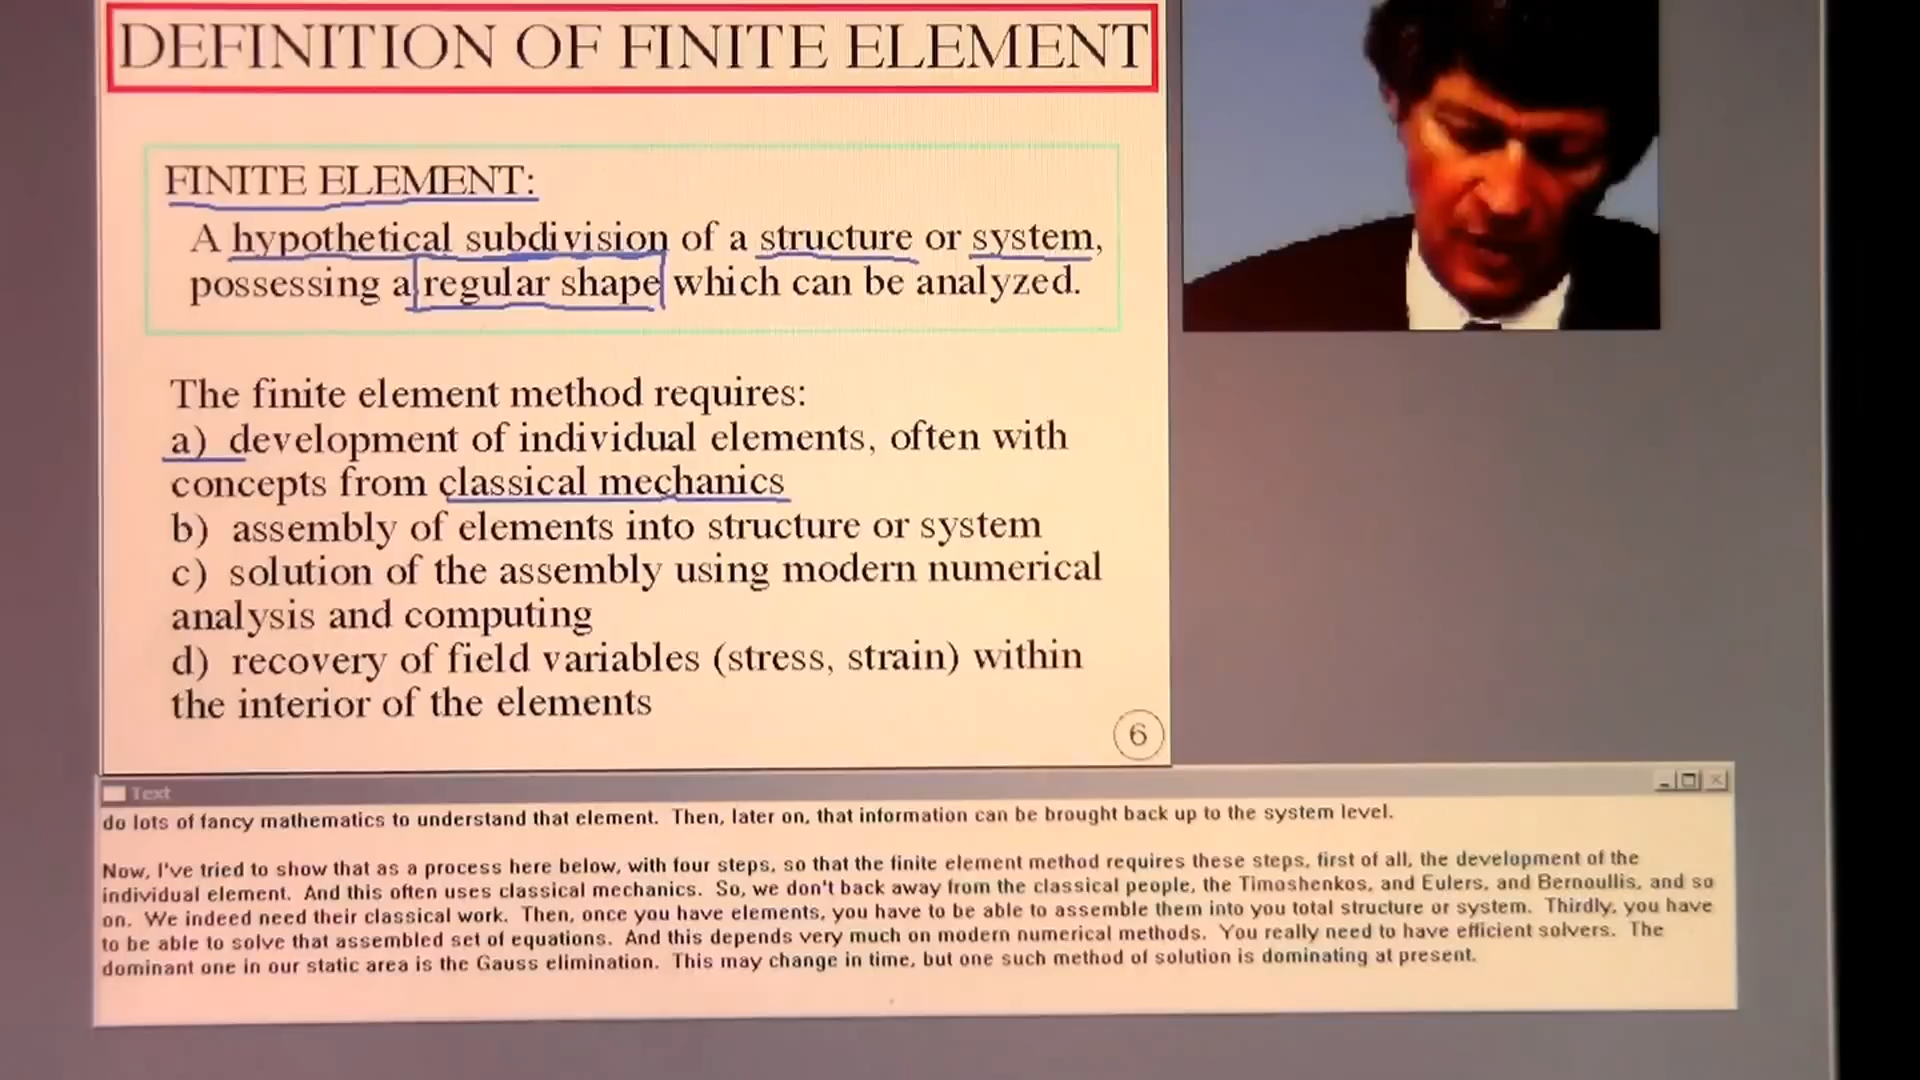 DEFINITION OF FINITE ELEMENT
FINITE ELEMENT:
A hypothetical subdivision of a structure or system,
possessing a regular shape which can be analyzed.
The finite element method requires:
a) development of individual elements, often with
concepts from classical mechanics
b) assembly of elements into structure or system
c) solution of the assembly using modern numerical
analysis and computing
d) recovery of field variables (stress, strain) within
the interior of the elements
6
Text
do lots of fancy mathematics to understand that element. Then, later on, that information can be brought back up to the system level.
Now, I've tried to show that as a process here below, with four steps, so that the finite element method requires these steps, first of all, the development of the
individual element. And this often uses classical mechanics. So, we don't back away from the classical people, the Timoshenkos, and Eulers, and Bernoullis, and so
on. We indeed need their classical work. Then, once you have elements, you have to be able to assemble them into you total structure or system. Thirdly, you have
to be able to solve that assembled set of equations. And this depends very much on modern numerical methods. You really need to have efficient solvers. The
dominant one in our static area is the Gauss elimination. This may change in time, but one such method of solution is dominating at present.